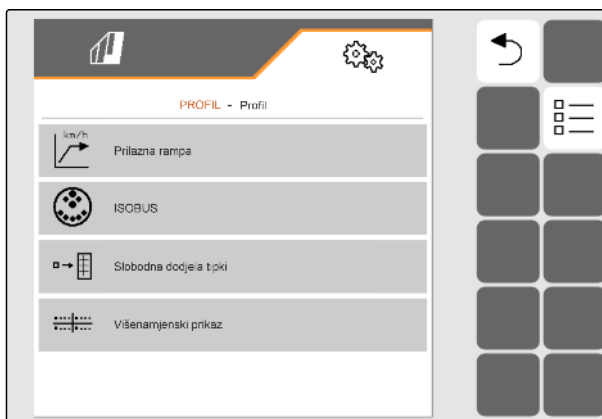 PROFIL - Profil
km/h
Prilazna rampa
ISOBUS
Slobodna dodjela tipki
Višenamjenski prikaz